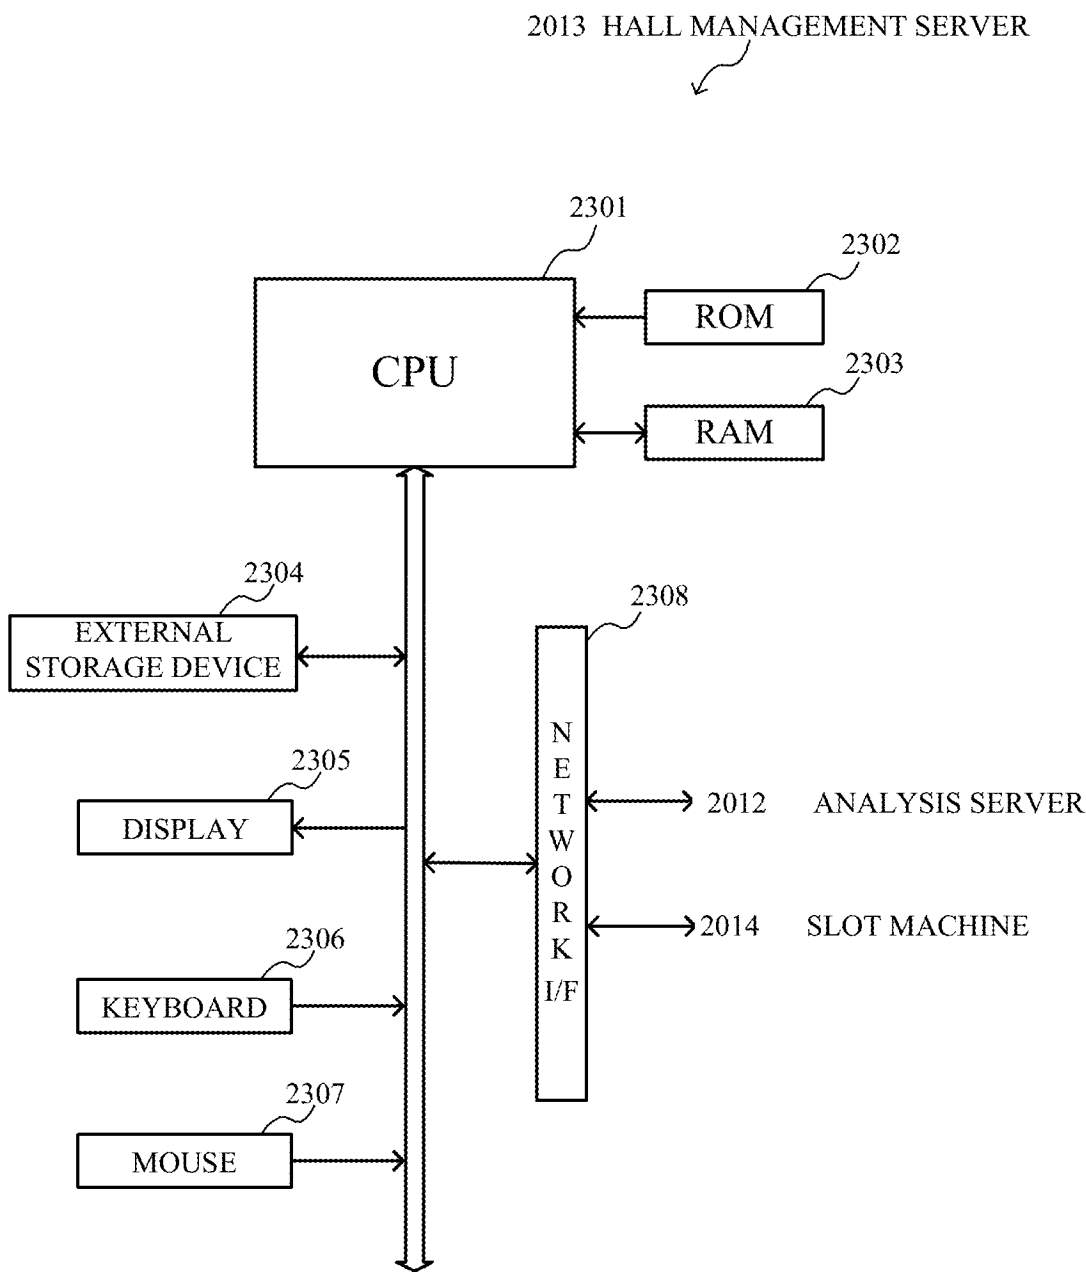 2013 HALL MANAGEMENT SERVER
2301
2302
ROM
CPU
2303
RAM
2304
EXTERNAL
STORAGE DEVICE
2308
NETWORK
I/F
2305
DISPLAY
2012 ANALYSIS SERVER
2014 SLOT MACHINE
2306
KEYBOARD
2307
MOUSE